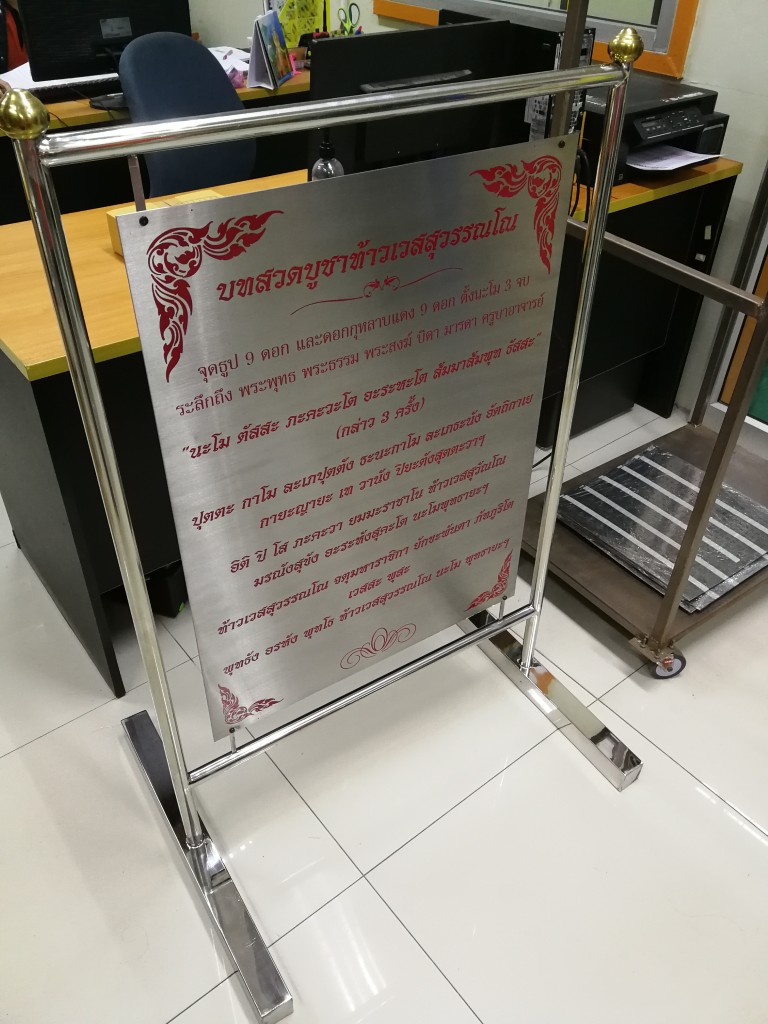 บทสวดบูชาท้าวเวสสุวรรณโณ
จุดธูป 9 ดอก และดอกกุหลาบแดง 9 ดอก ตั้งนะโม 3 จบ
ระลึกถึง พระพุทธ พระธรรม พระสงฆ์ บิดา มารดา ครูบาอาจารย์
"นะโม ตัสสะ ภะคะวะโต อะระหะโต สัมมาสัมพุท ธัสสะ"
(กล่าว 3 ครั้ง)
ปุตตะ กาโม ละเภปุตตัง ธะนะกาโม ละเภธะนัง อัตถิกาเย
กายะญายะ เท วานัง ปิยะตังสุตตะวาฯ
อิติ ปิ โส ภะคะวา ยมมะราชาโน ท้าวเวสสุวัณโณ
มรณังสุขัง อะระหังสุคะโต นะโมพุทธายะฯ
ท้าวเวสสุวรรณโณ จตุมหาราชิกา ยักขะพันตา ภัทภูริโต
เวสสะ พุสะ
พุทธัง อรหัง พุทโธ ท้าวเวสสุวรรณโณ นะโม พุทธายะฯ